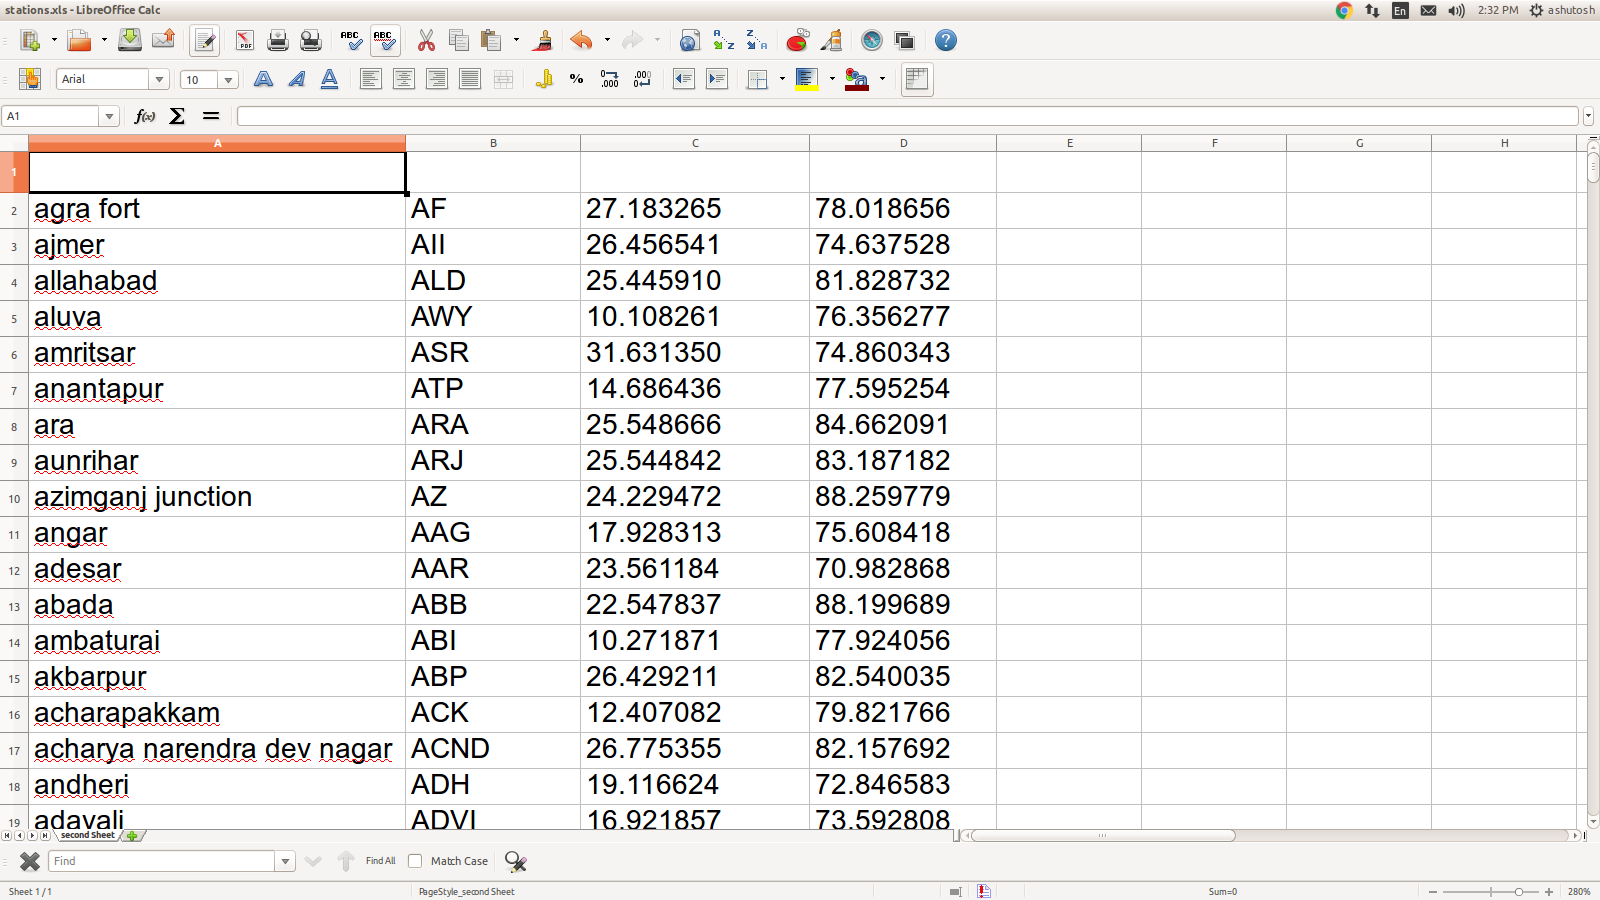 stations.xls - LibreOffice Calc
En 2:32 PM ashutosh
Arial 10
A1
A B C D E F G H
1
2 agra fort AF 27.183265 78.018656
3 ajmer AII 26.456541 74.637528
4 allahabad ALD 25.445910 81.828732
5 aluva AWY 10.108261 76.356277
6 amritsar ASR 31.631350 74.860343
7 anantapur ATP 14.686436 77.595254
8 ara ARA 25.548666 84.662091
9 aunrihar ARJ 25.544842 83.187182
10 azimganj junction AZ 24.229472 88.259779
11 angar AAG 17.928313 75.608418
12 adesar AAR 23.561184 70.982868
13 abada ABB 22.547837 88.199689
14 ambaturai ABI 10.271871 77.924056
15 akbarpur ABP 26.429211 82.540035
16 acharapakkam ACK 12.407082 79.821766
17 acharya narendra dev nagar ACND 26.775355 82.157692
18 andheri ADH 19.116624 72.846583
19 adavali ADVI 16.921857 73.592808
second Sheet
Find Find All Match Case
Sheet 1 / 1 PageStyle_second Sheet Sum=0 280%